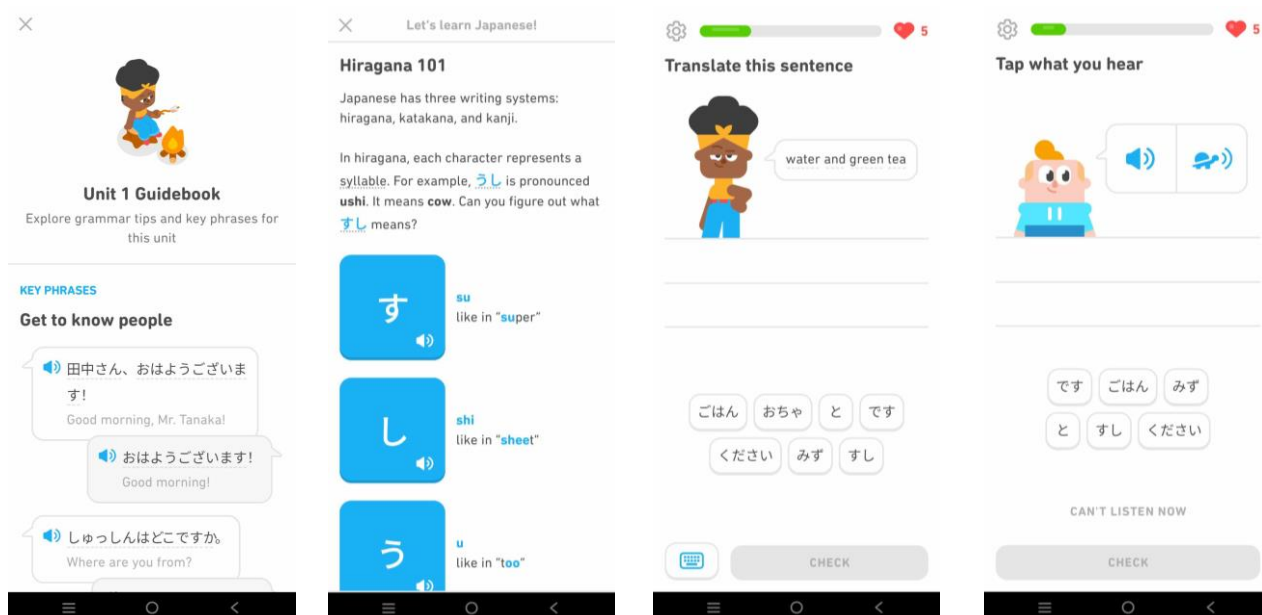 Unit 1 Guidebook
Explore grammar tips and key phrases for
this unit
KEY PHRASES
Get to know people
田中さん、おはようございま
す!
Good morning, Mr. Tanaka!
おはようございます!
Good morning!
しゅっしんはどこですか。
Where are you from?
Let's learn Japanese!
Hiragana 101
Japanese has three writing systems:
hiragana, katakana, and kanji.
In hiragana, each character represents a
syllable. For example, うし is pronounced
ushi. It means cow. Can you figure out what
すし means?
す
su
like in "super"
し
shi
like in "sheet"
う
u
like in "too"
5
Translate this sentence
water and green tea
ごはん おちゃ と です
ください みず すし
CHECK
5
Tap what you hear
です ごはん みず
と すし ください
CAN'T LISTEN NOW
CHECK